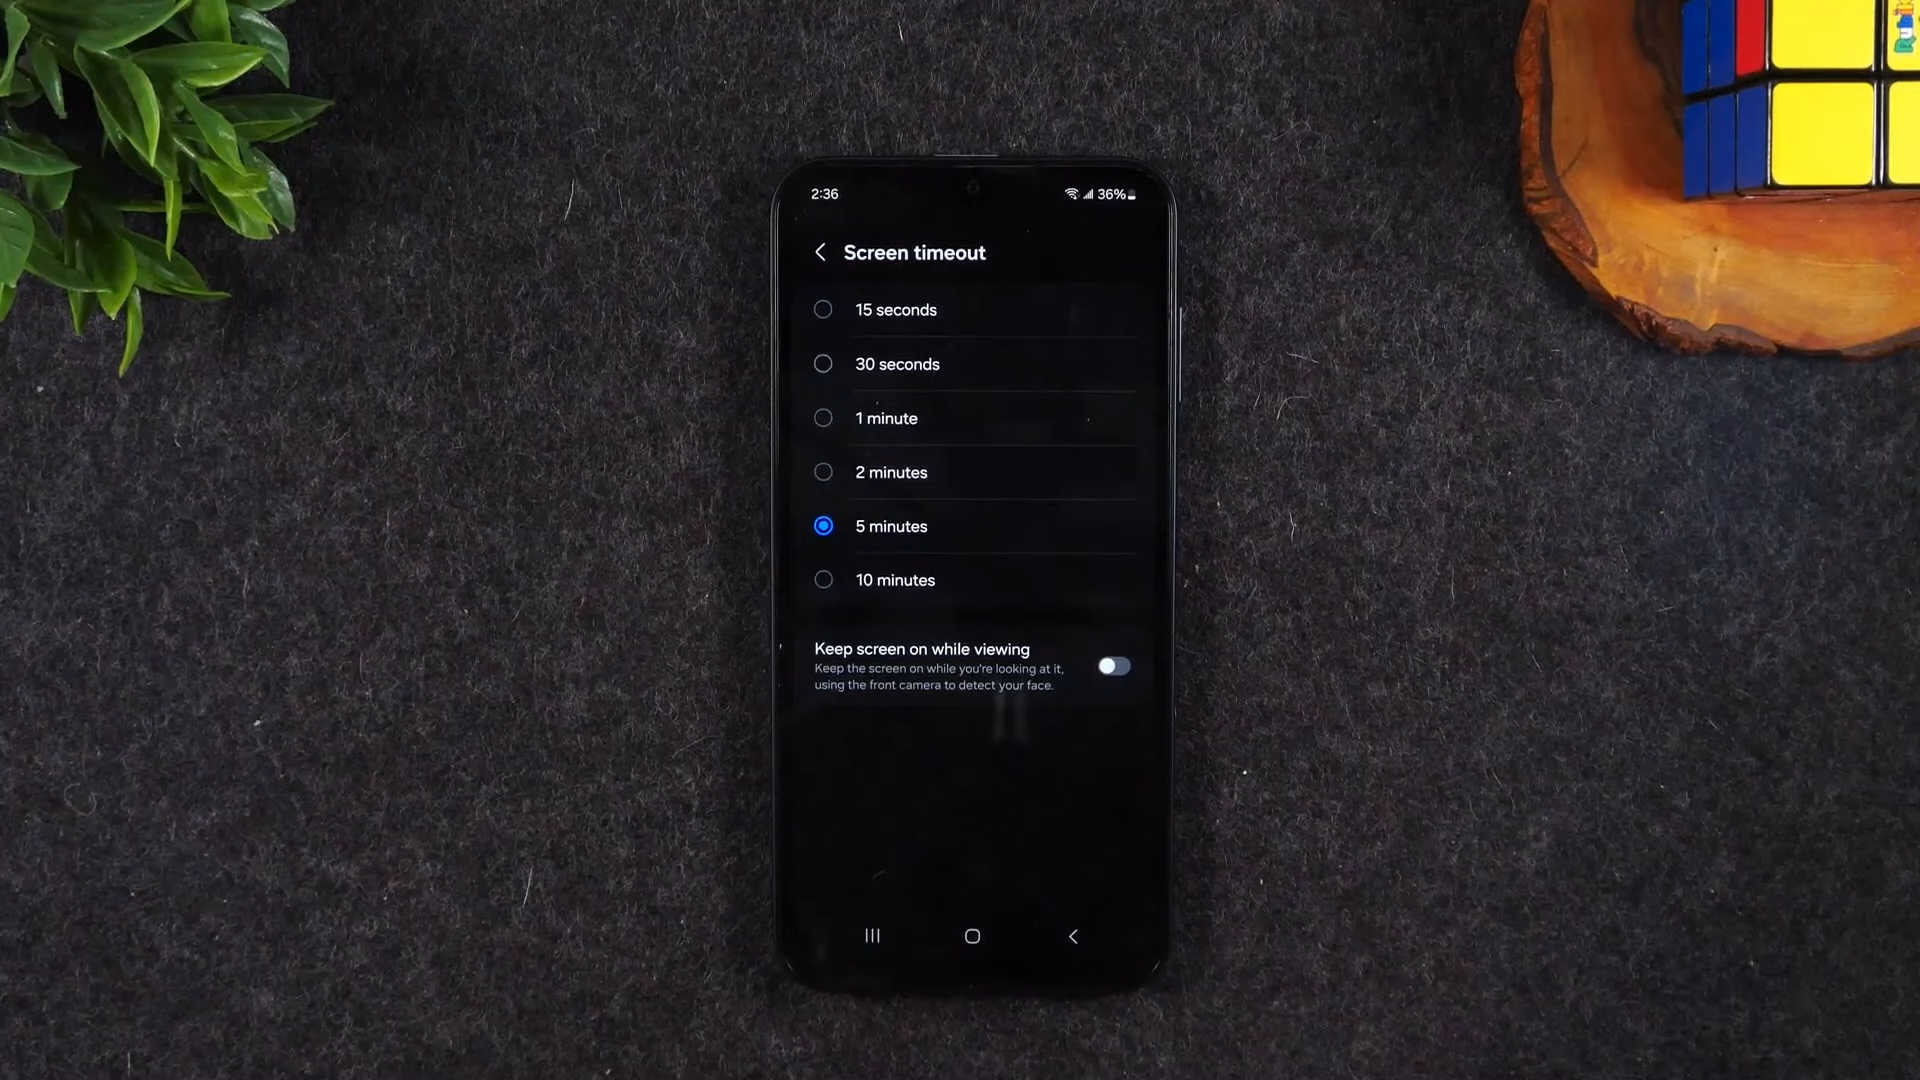 2:36
36%
Screen timeout
15 seconds
30 seconds
1 minute
2 minutes
5 minutes
10 minutes
Keep screen on while viewing
Keep the screen on while you're looking at it,
using the front camera to detect your face.